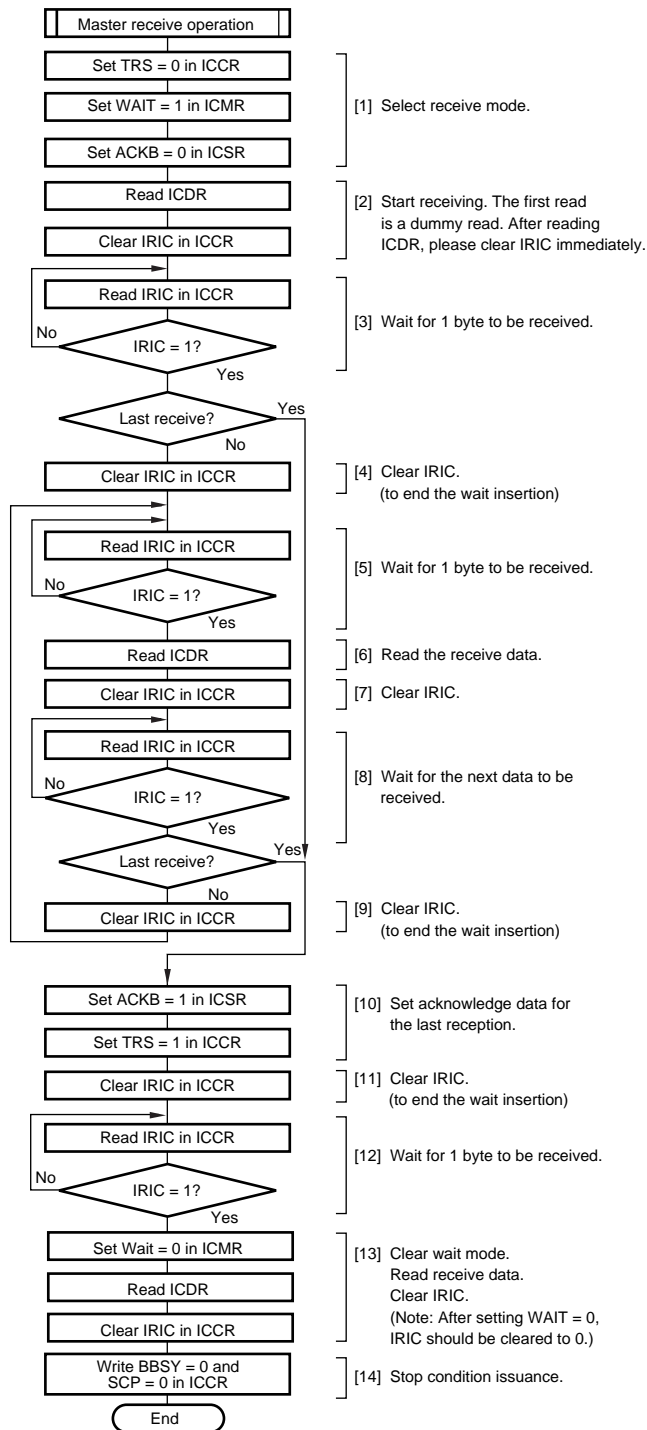 Master receive operation
Set TRS = 0 in ICCR
Set WAIT = 1 in ICMR
[1] Select receive mode.
Set ACKB = 0 in ICSR
Read ICDR
[2] Start receiving. The first read
is a dummy read. After reading
ICDR, please clear IRIC immediately.
Clear IRIC in ICCR
Read IRIC in ICCR
[3] Wait for 1 byte to be received.
No
IRIC = 1?
Yes
Last receive?
Yes
No
Clear IRIC in ICCR
[4] Clear IRIC.
(to end the wait insertion)
Read IRIC in ICCR
[5] Wait for 1 byte to be received.
No
IRIC = 1?
Yes
Read ICDR
[6] Read the receive data.
Clear IRIC in ICCR
[7] Clear IRIC.
Read IRIC in ICCR
[8] Wait for the next data to be
received.
No
IRIC = 1?
Yes
Last receive?
Yes
No
Clear IRIC in ICCR
[9] Clear IRIC.
(to end the wait insertion)
Set ACKB = 1 in ICSR
[10] Set acknowledge data for
the last reception.
Set TRS = 1 in ICCR
Clear IRIC in ICCR
[11] Clear IRIC.
(to end the wait insertion)
Read IRIC in ICCR
[12] Wait for 1 byte to be received.
No
IRIC = 1?
Yes
Set Wait = 0 in ICMR
[13] Clear wait mode.
Read receive data.
Clear IRIC.
(Note: After setting WAIT = 0,
IRIC should be cleared to 0.)
Read ICDR
Clear IRIC in ICCR
Write BBSY = 0 and
SCP = 0 in ICCR
[14] Stop condition issuance.
End